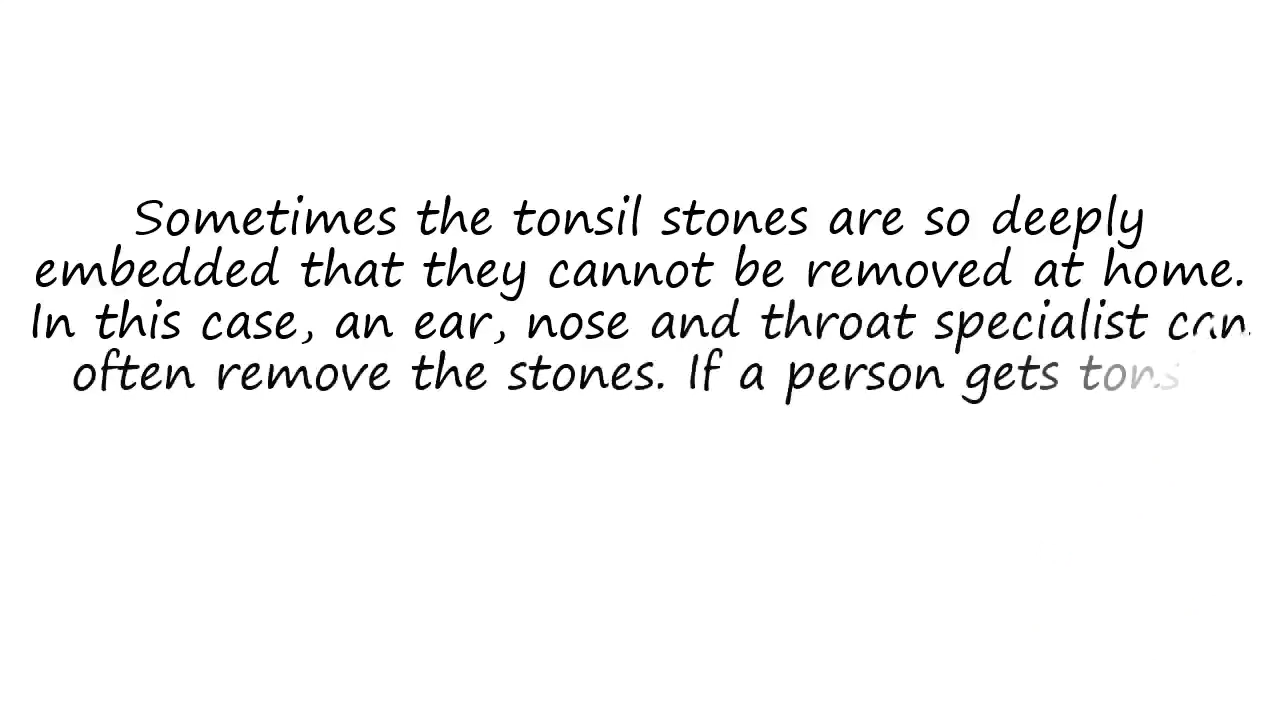 Sometimes the tonsil stones are so deeply
embedded that they cannot be removed at home.
In this case, an ear, nose and throat specialist can
often remove the stones. If a person gets tons